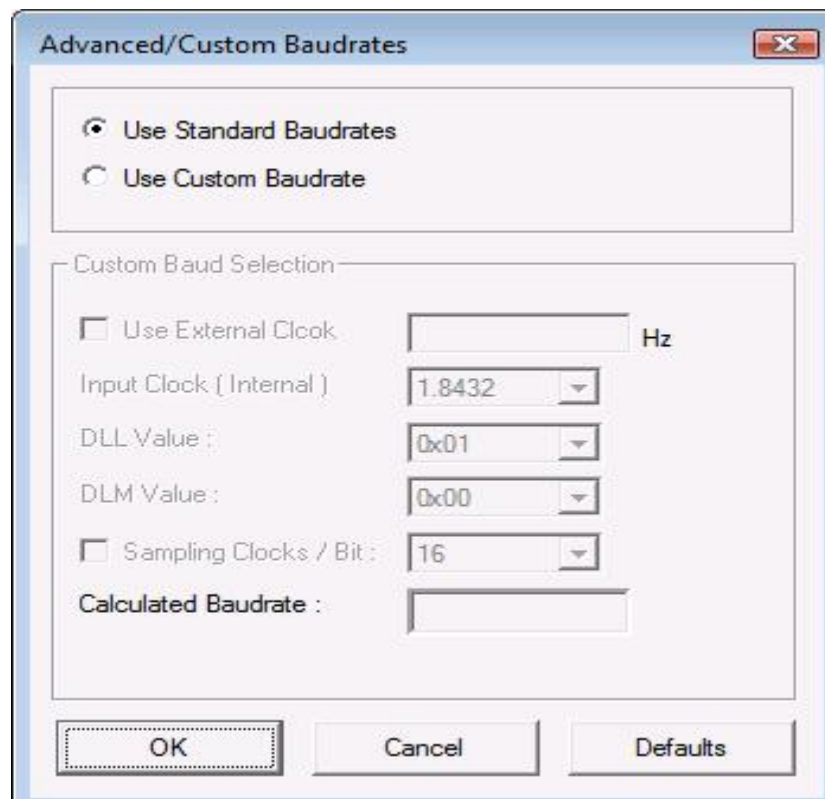 Advanced/Custom Baudrates
Use Standard Baudrates
Use Custom Baudrate
Custom Baud Selection
Use External Clcok Hz
Input Clock ( Internal ) 1.8432
DLL Value : 0x01
DLM Value : 0x00
Sampling Clocks / Bit : 16
Calculated Baudrate :
OK Cancel Defaults